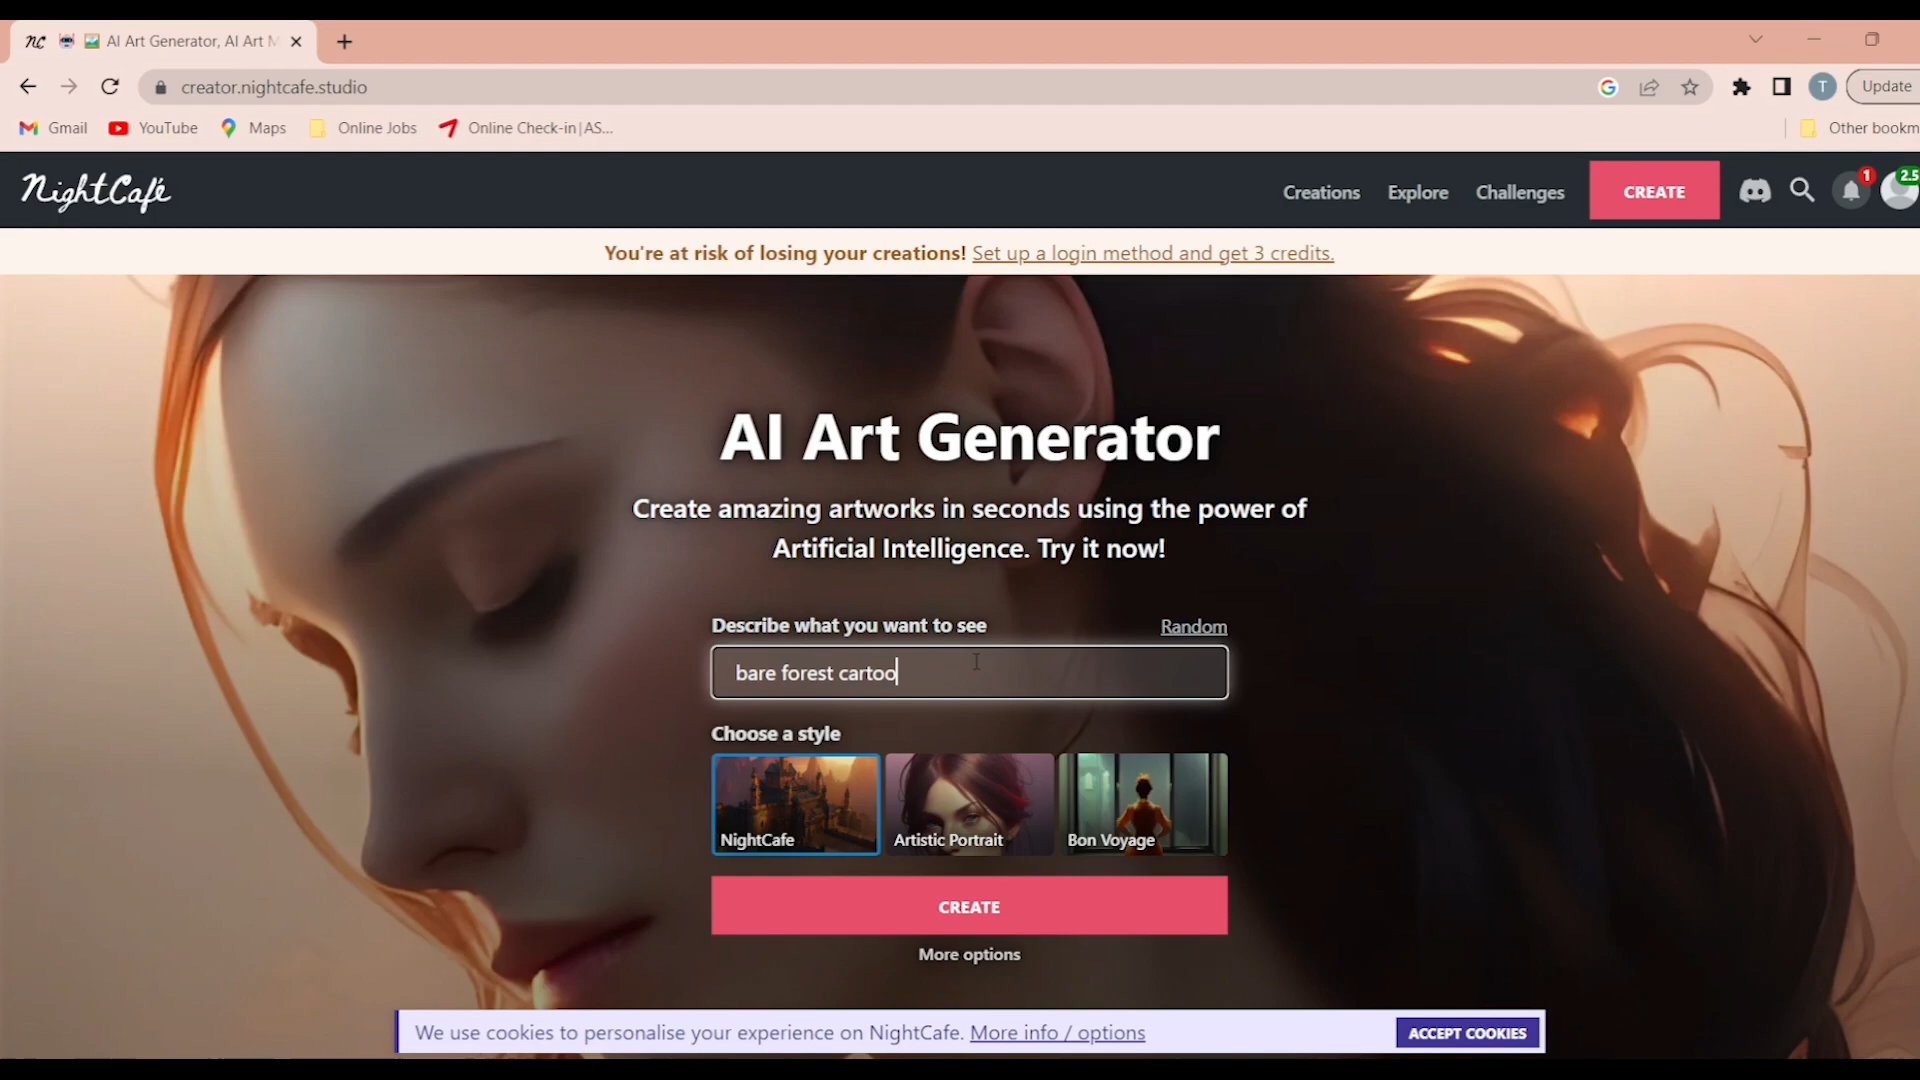 NC AI Art Generator, AI Art M
creator.nightcafe.studio
T
Update
Gmail
YouTube
Maps
Online Jobs
Online Check-in|AS...
Other bookm
NightCafé
Creations
Explore
Challenges
CREATE
1
2.5
You're at risk of losing your creations! Set up a login method and get 3 credits.
AI Art Generator
Create amazing artworks in seconds using the power of
Artificial Intelligence. Try it now!
Describe what you want to see
Random
bare forest cartoo
Choose a style
NightCafe
Artistic Portrait
Bon Voyage
CREATE
More options
We use cookies to personalise your experience on NightCafe. More info / options
ACCEPT COOKIES